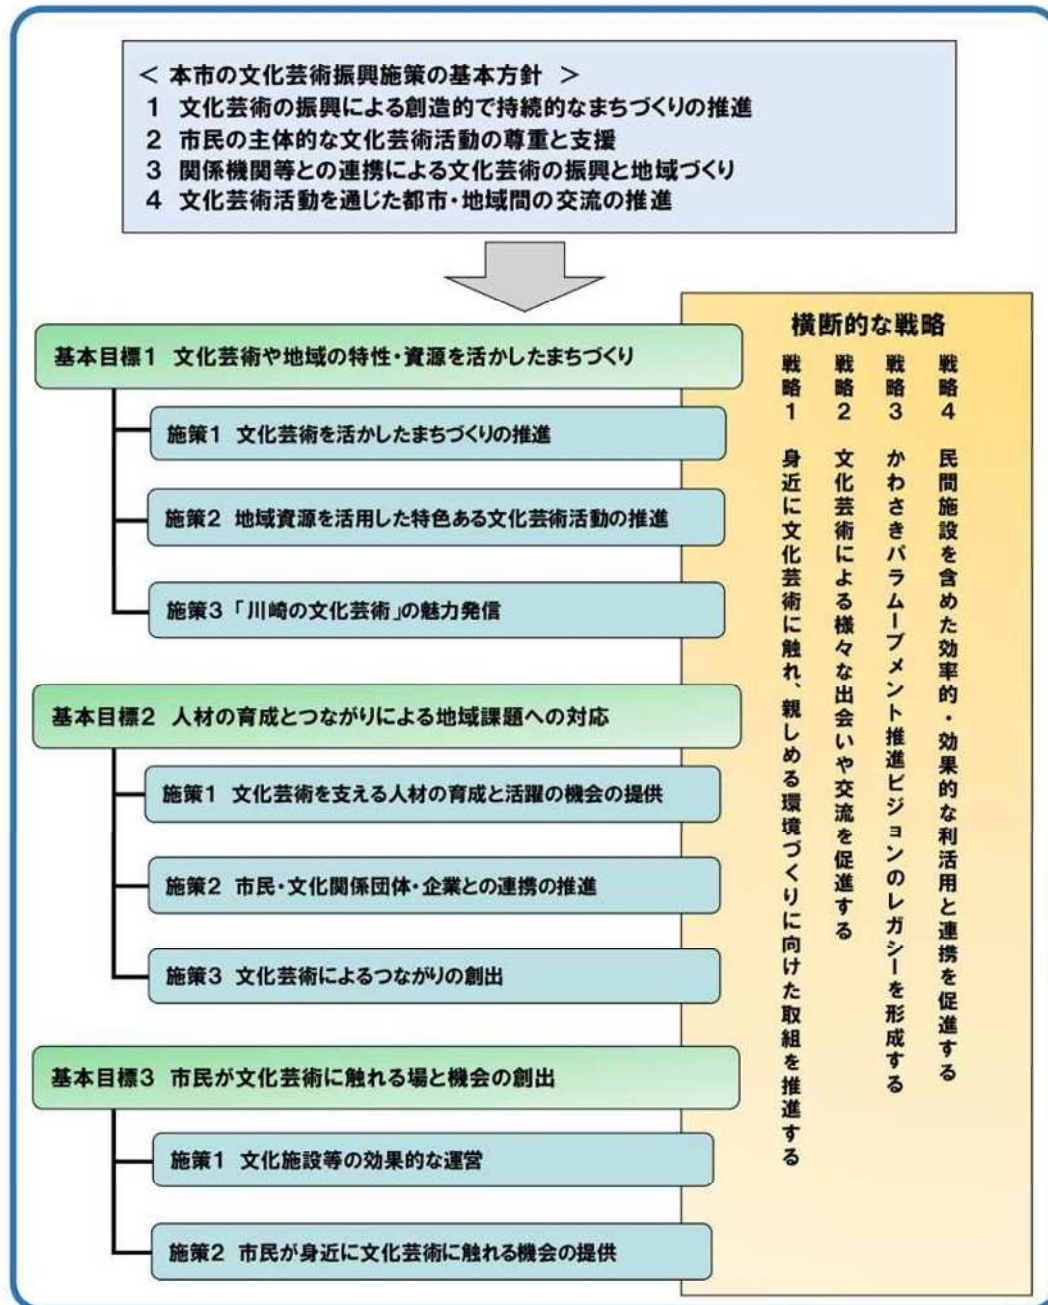 ＜ 本市の文化芸術振興施策の基本方針 ＞
1 文化芸術の振興による創造的で持続的なまちづくりの推進
2 市民の主体的な文化芸術活動の尊重と支援
3 関係機関等との連携による文化芸術の振興と地域づくり
4 文化芸術活動を通じた都市・地域間の交流の推進
基本目標1 文化芸術や地域の特性・資源を活かしたまちづくり
施策1 文化芸術を活かしたまちづくりの推進
施策2 地域資源を活用した特色ある文化芸術活動の推進
施策3 「川崎の文化芸術」の魅力発信
基本目標2 人材の育成とつながりによる地域課題への対応
施策1 文化芸術を支える人材の育成と活躍の機会の提供
施策2 市民・文化関係団体・企業との連携の推進
施策3 文化芸術によるつながりの創出
基本目標3 市民が文化芸術に触れる場と機会の創出
施策1 文化施設等の効果的な運営
施策2 市民が身近に文化芸術に触れる機会の提供
横断的な戦略
戦略1 身近に文化芸術に触れ、親しめる環境づくりに向けた取組を推進する
戦略2 文化芸術による様々な出会いや交流を促進する
戦略3 かわさきパラムーブメント推進ビジョンのレガシーを形成する
戦略4 民間施設を含めた効率的・効果的な利活用と連携を促進する